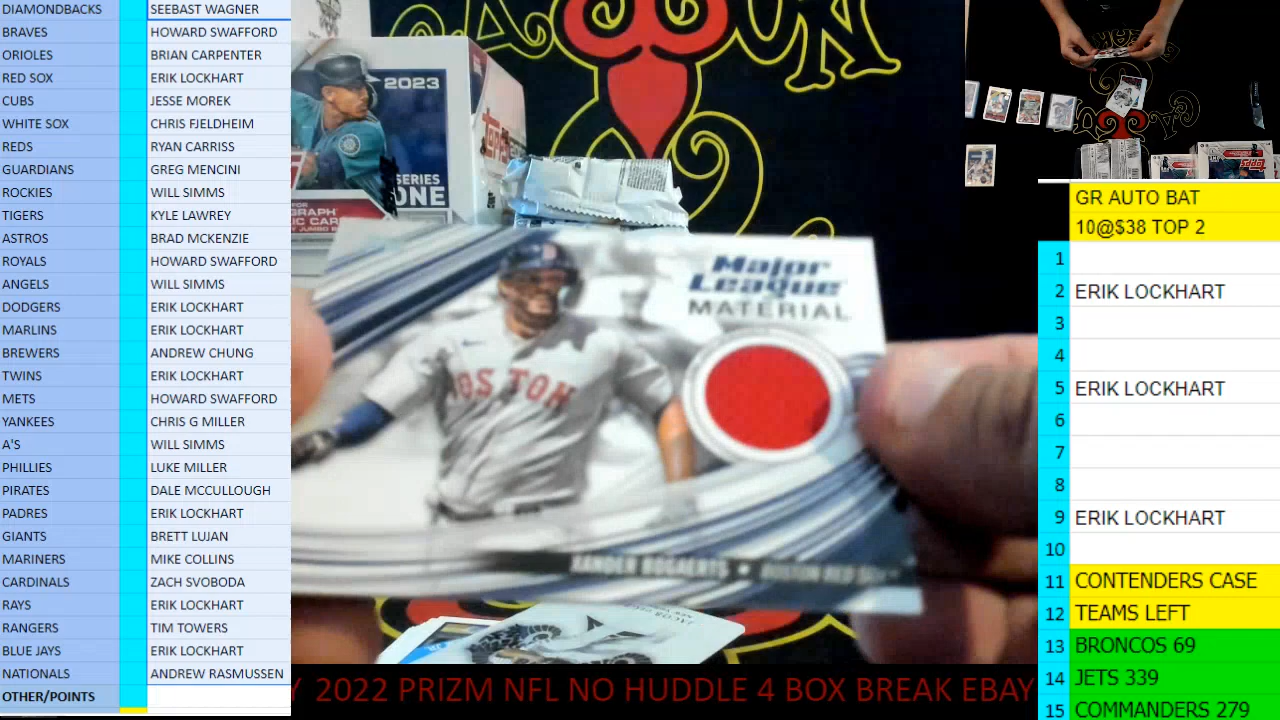 DIAMONDBACKS SEEBAST WAGNER
BRAVES HOWARD SWAFFORD
ORIOLES BRIAN CARPENTER
RED SOX ERIK LOCKHART
CUBS JESSE MOREK
WHITE SOX CHRIS FJELDHEIM
REDS RYAN CARRISS
GUARDIANS GREG MENCINI
ROCKIES WILL SIMMS
TIGERS KYLE LAWREY
ASTROS BRAD MCKENZIE
ROYALS HOWARD SWAFFORD
ANGELS WILL SIMMS
DODGERS ERIK LOCKHART
MARLINS ERIK LOCKHART
BREWERS ANDREW CHUNG
TWINS ERIK LOCKHART
METS HOWARD SWAFFORD
YANKEES CHRIS G MILLER
A'S WILL SIMMS
PHILLIES LUKE MILLER
PIRATES DALE MCCULLOUGH
PADRES ERIK LOCKHART
GIANTS BRETT LUJAN
MARINERS MIKE COLLINS
CARDINALS ZACH SVOBODA
RAYS ERIK LOCKHART
RANGERS TIM TOWERS
BLUE JAYS ERIK LOCKHART
NATIONALS ANDREW RASMUSSEN
OTHER/POINTS
2023
topps
SERIES
ONE
Major
League
MATERIAL
BOSTON
XANDER BOGAERTS • BOSTON RED SOX
GR AUTO BAT
10@$38 TOP 2
1
2 ERIK LOCKHART
3
4
5 ERIK LOCKHART
6
7
8
9 ERIK LOCKHART
10
11 CONTENDERS CASE
12 TEAMS LEFT
13 BRONCOS 69
14 JETS 339
15 COMMANDERS 279
Y 2022 PRIZM NFL NO HUDDLE 4 BOX BREAK EBAY